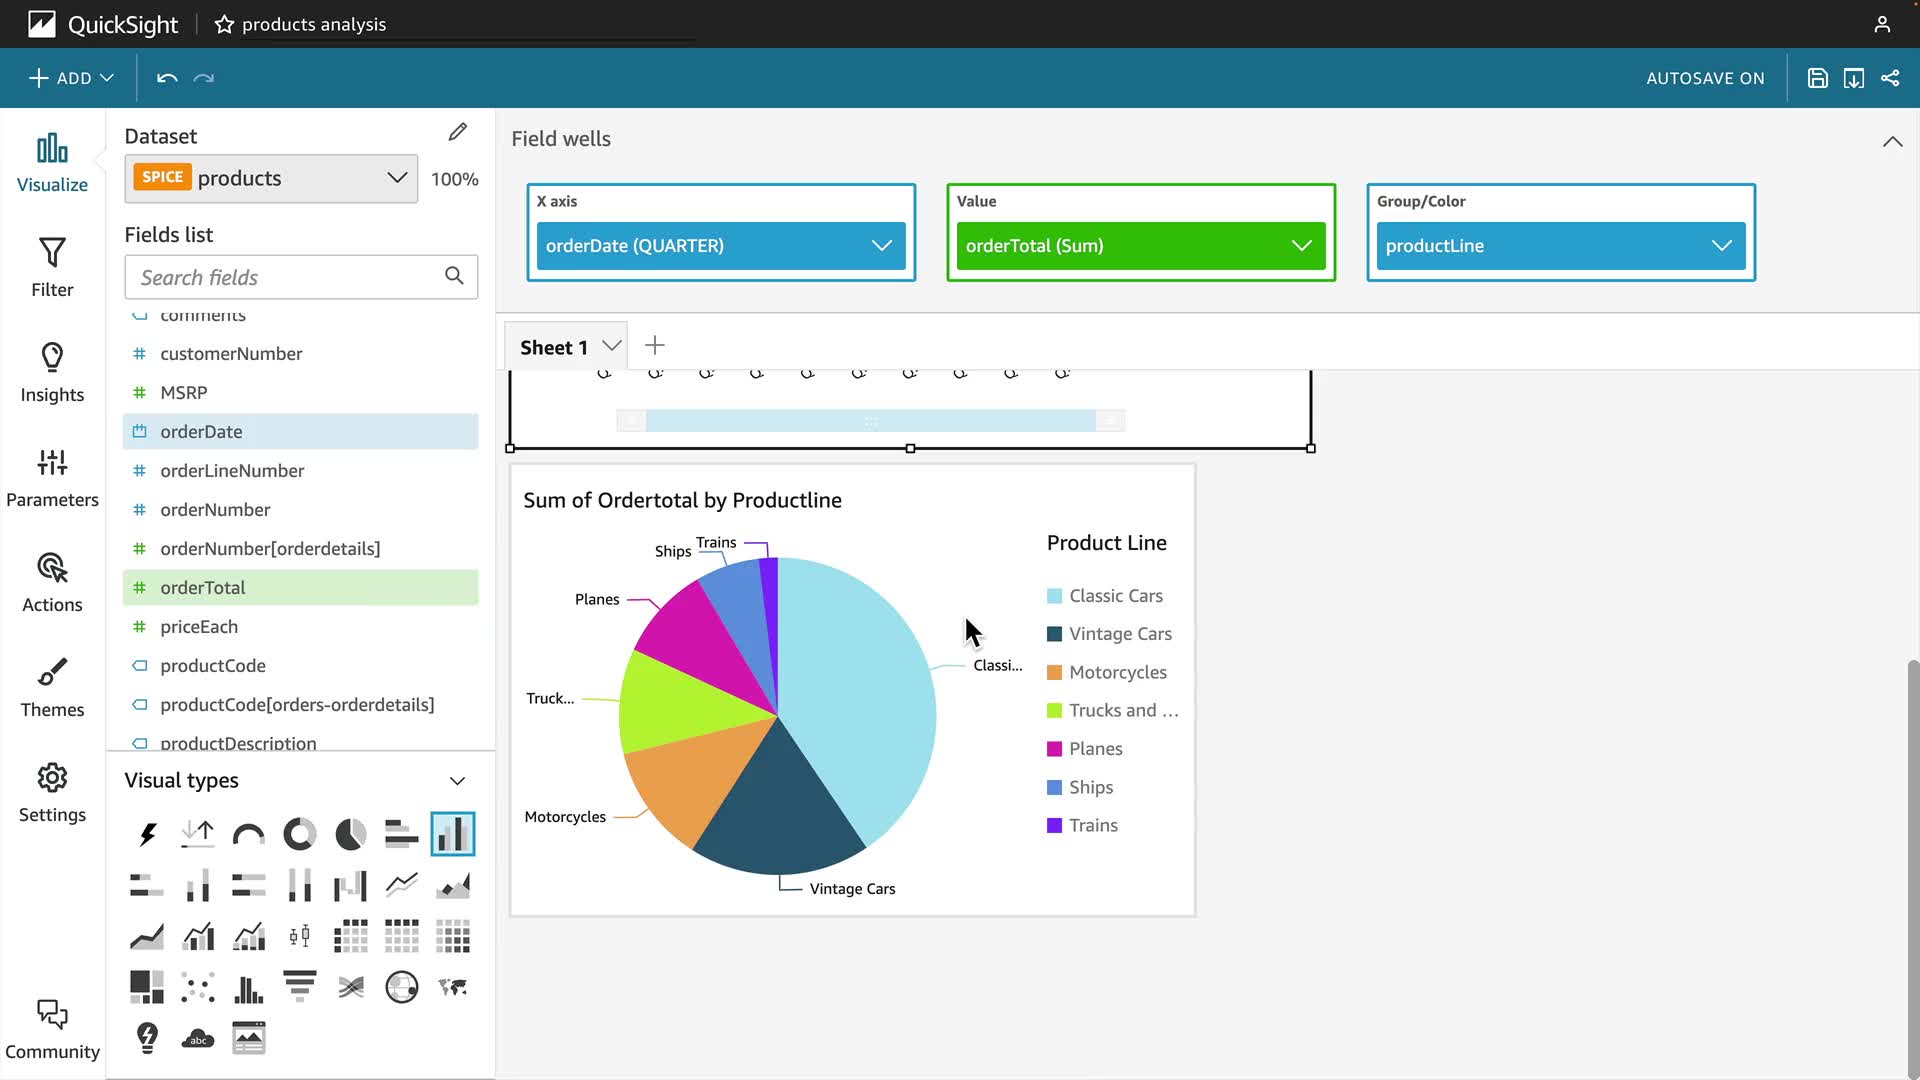 QuickSight
products analysis
ADD
AUTOSAVE ON
Visualize
Filter
Insights
Parameters
Actions
Themes
Settings
Community
Dataset
SPICE products
100%
Fields list
Search fields
comments
customerNumber
MSRP
orderDate
orderLineNumber
orderNumber
orderNumber[orderdetails]
orderTotal
priceEach
productCode
productCode[orders-orderdetails]
productDescription
Visual types
abc
Field wells
X axis
orderDate (QUARTER)
Value
orderTotal (Sum)
Group/Color
productLine
Sheet 1
Sum of Ordertotal by Productline
Trains
Ships
Planes
Truck...
Motorcycles
Vintage Cars
Classi...
Product Line
Classic Cars
Vintage Cars
Motorcycles
Trucks and ...
Planes
Ships
Trains